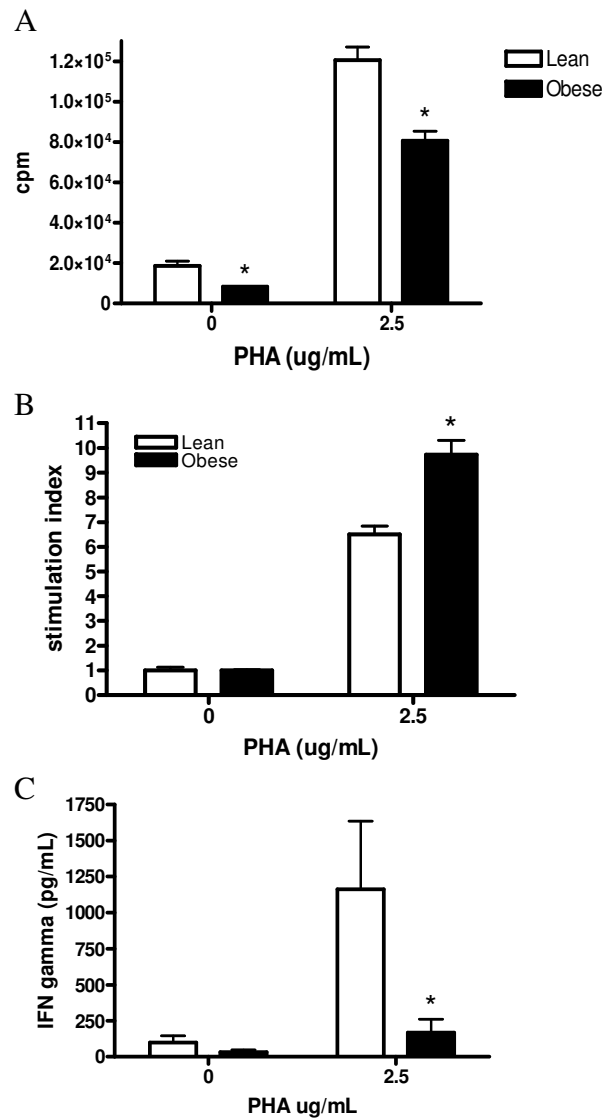 A
1.2×10⁵
1.0×10⁵
8.0×10⁴
6.0×10⁴
4.0×10⁴
2.0×10⁴
0
cpm
Lean
Obese
*
*
0 2.5
PHA (ug/mL)
B
11
10
9
8
7
6
5
4
3
2
1
0
stimulation index
Lean
Obese
*
0 2.5
PHA (ug/mL)
C
1750
1500
1250
1000
750
500
250
0
IFN gamma (pg/mL)
*
0 2.5
PHA ug/mL